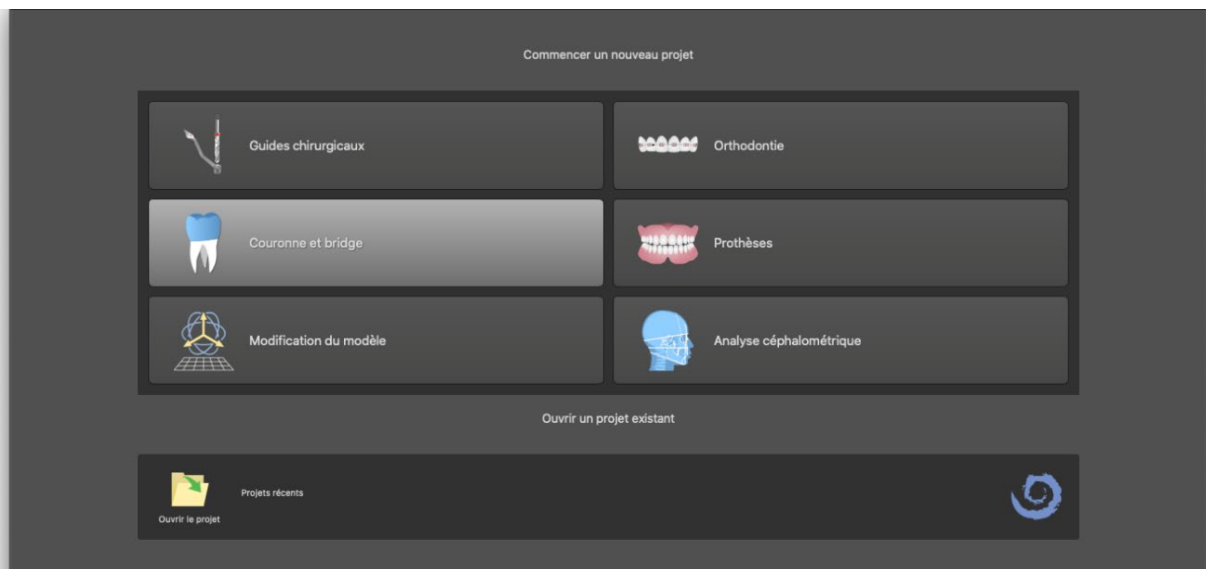 Commencer un nouveau projet
Guides chirurgicaux
Orthodontie
Couronne et bridge
Prothèses
Modification du modèle
Analyse céphalométrique
Ouvrir un projet existant
Projets récents
Ouvrir le projet